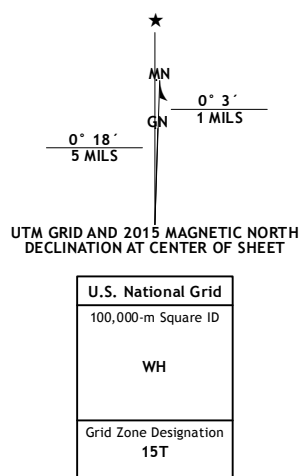 ★
MN
0° 3´
1 MILS
GN
0° 18´
5 MILS
UTM GRID AND 2015 MAGNETIC NORTH
DECLINATION AT CENTER OF SHEET
U.S. National Grid
100,000-m Square ID
WH
Grid Zone Designation
15T